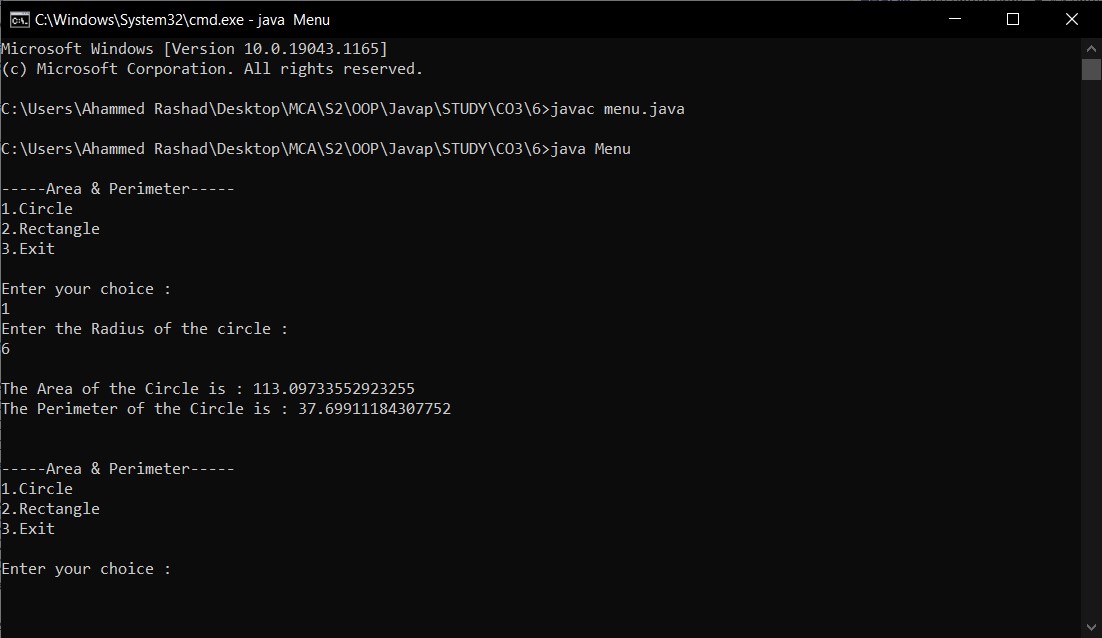 C:\Windows\System32\cmd.exe - java  Menu
Microsoft Windows [Version 10.0.19043.1165]
(c) Microsoft Corporation. All rights reserved.
C:\Users\Ahammed Rashad\Desktop\MCA\S2\OOP\Javap\STUDY\CO3\6>javac menu.java
C:\Users\Ahammed Rashad\Desktop\MCA\S2\OOP\Javap\STUDY\CO3\6>java Menu
-----Area & Perimeter-----
1.Circle
2.Rectangle
3.Exit
Enter your choice :
1
Enter the Radius of the circle :
6
The Area of the Circle is : 113.09733552923255
The Perimeter of the Circle is : 37.69911184307752
-----Area & Perimeter-----
1.Circle
2.Rectangle
3.Exit
Enter your choice :